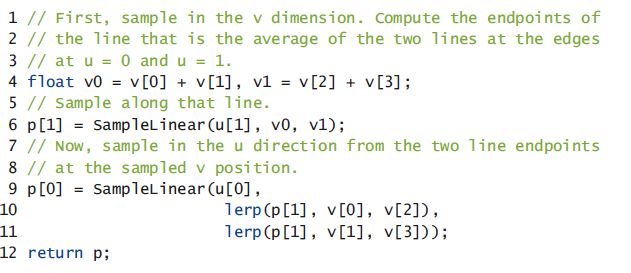 1 // First, sample in the v dimension. Compute the endpoints of
2 // the line that is the average of the two lines at the edges
3 // at u = 0 and u = 1.
4 float v0 = v[0] + v[1], v1 = v[2] + v[3];
5 // Sample along that line.
6 p[1] = SampleLinear(u[1], v0, v1);
7 // Now, sample in the u direction from the two line endpoints
8 // at the sampled v position.
9 p[0] = SampleLinear(u[0],
10 lerp(p[1], v[0], v[2]),
11 lerp(p[1], v[1], v[3]));
12 return p;